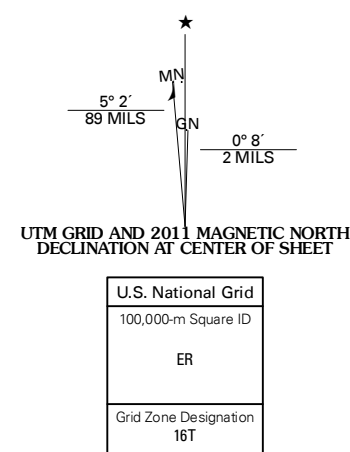 ★
MN
GN
5° 2´
89 MILS
0° 8´
2 MILS
UTM GRID AND 2011 MAGNETIC NORTH
DECLINATION AT CENTER OF SHEET
U.S. National Grid
100,000-m Square ID
ER
Grid Zone Designation
16T